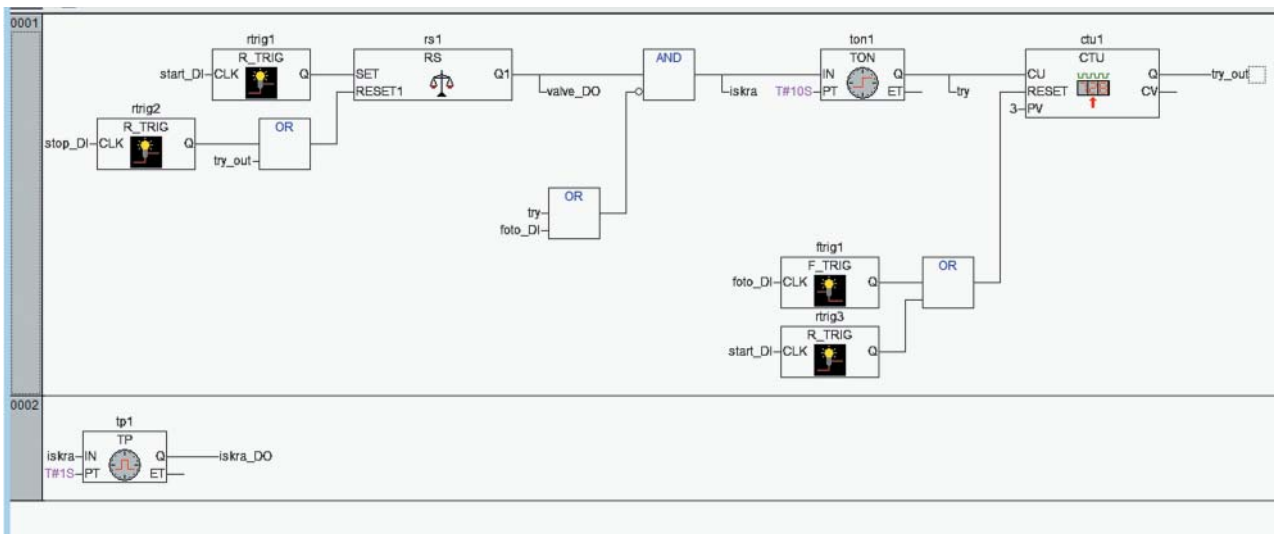 0001
rtrig1
R_TRIG
start_DI CLK Q
rs1
RS
SET Q1
RESET1
valve_DO
AND
iskra
ton1
TON
IN Q
T#10S PT ET
try
ctu1
CTU
CU Q
RESET CV
3 PV
try_out
rtrig2
R_TRIG
stop_DI CLK Q
OR
try_out
OR
try
foto_DI
ftrig1
F_TRIG
foto_DI CLK Q
OR
rtrig3
R_TRIG
start_DI CLK Q
0002
tp1
TP
iskra IN Q iskra_DO
T#1S PT ET